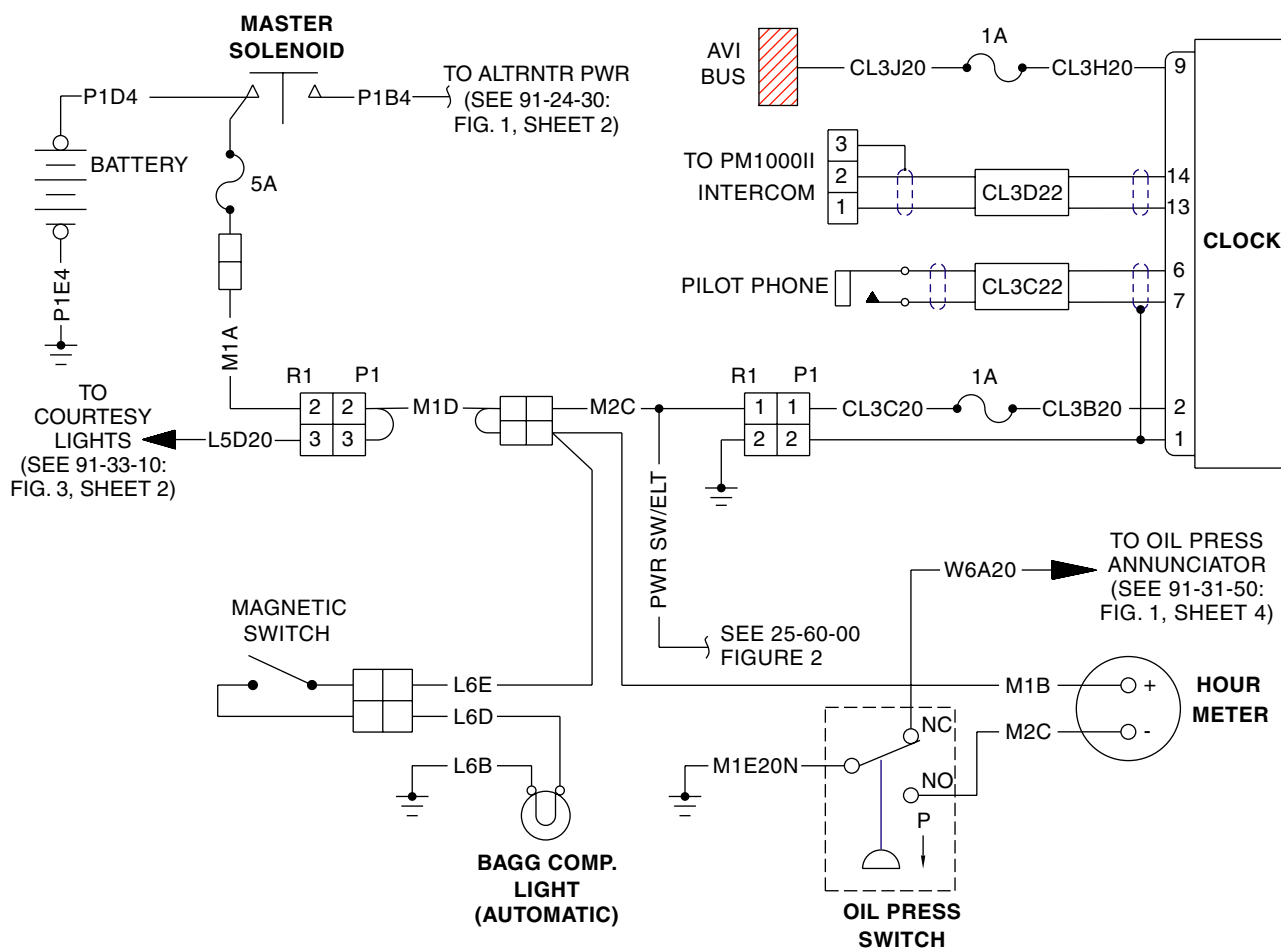 MASTER
SOLENOID
P1D4
P1B4
TO ALTRNTR PWR
(SEE 91-24-30:
FIG. 1, SHEET 2)
BATTERY
5A
P1E4
M1A
AVI
BUS
CL3J20
1A
CL3H20
9
TO PM1000II
INTERCOM
3
2
1
CL3D22
14
13
CLOCK
PILOT PHONE
CL3C22
6
7
TO
COURTESY
LIGHTS
(SEE 91-33-10:
FIG. 3, SHEET 2)
L5D20
R1 P1
2 2
3 3
M1D
M2C
R1 P1
1 1
2 2
CL3C20
1A
CL3B20
2
1
PWR SW/ELT
SEE 25-60-00
FIGURE 2
W6A20
TO OIL PRESS
ANNUNCIATOR
(SEE 91-31-50:
FIG. 1, SHEET 4)
MAGNETIC
SWITCH
L6E
L6D
L6B
BAGG COMP.
LIGHT
(AUTOMATIC)
M1B
M2C
+
-
HOUR
METER
M1E20N
NC
NO
P
OIL PRESS
SWITCH